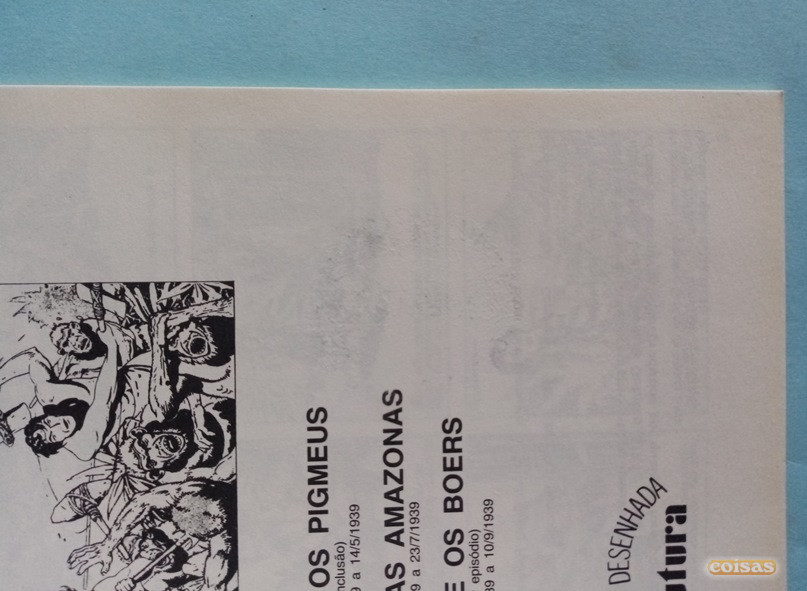 OS PIGMEUS
nclusão)
9 a 14/5/1939
AS AMAZONAS
9 a 23/7/1939
E OS BOERS
episódio)
39 a 10/9/1939
DESENHADA
utura
coisas